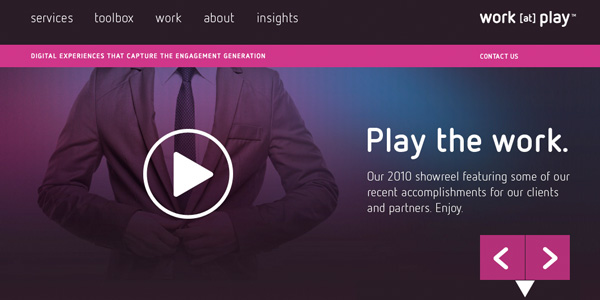 services toolbox work about insights work [at] play™
DIGITAL EXPERIENCES THAT CAPTURE THE ENGAGEMENT GENERATION CONTACT US
Play the work.
Our 2010 showreel featuring some of our
recent accomplishments for our clients
and partners. Enjoy.